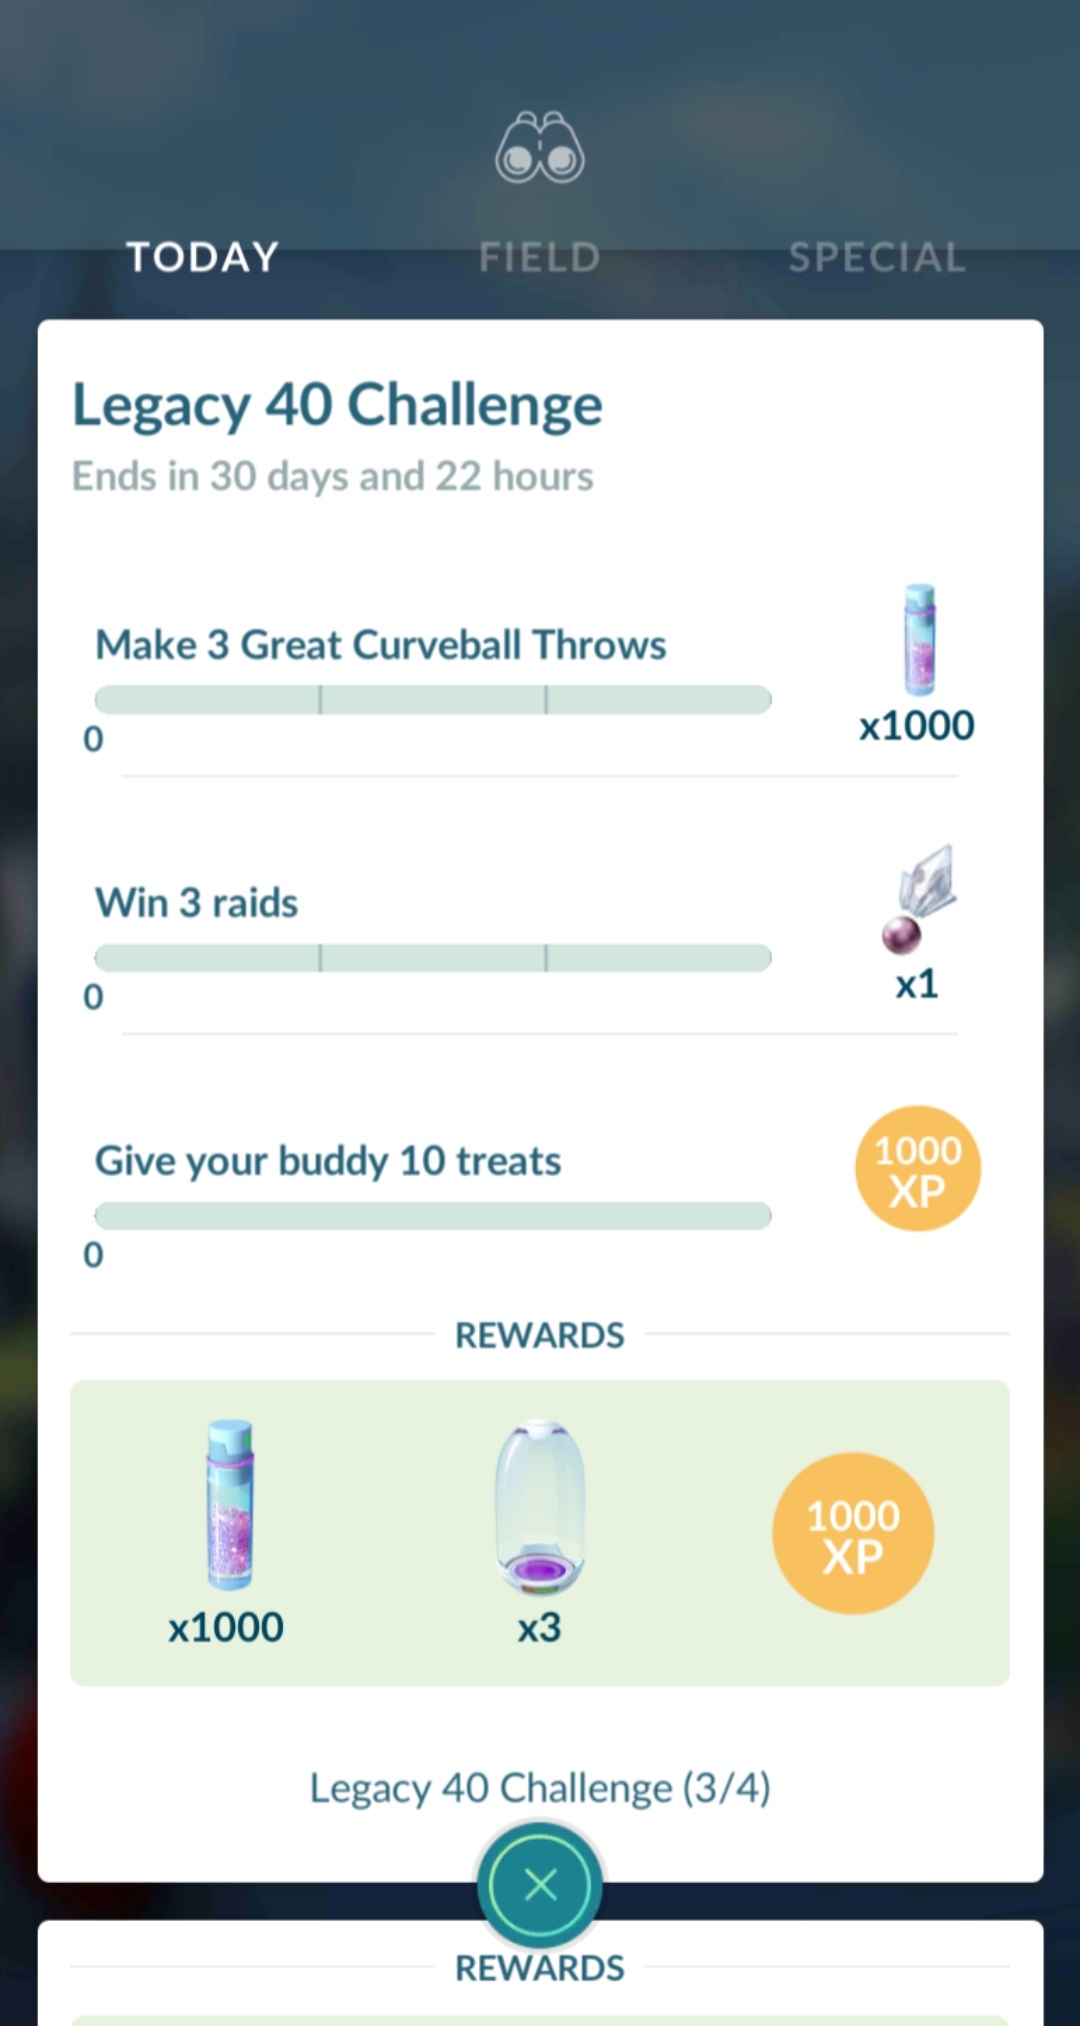 TODAY
FIELD
SPECIAL
Legacy 40 Challenge
Ends in 30 days and 22 hours
Make 3 Great Curveball Throws
x1000
0
Win 3 raids
x1
0
Give your buddy 10 treats
1000
XP
0
REWARDS
x1000
x3
1000
XP
Legacy 40 Challenge (3/4)
REWARDS